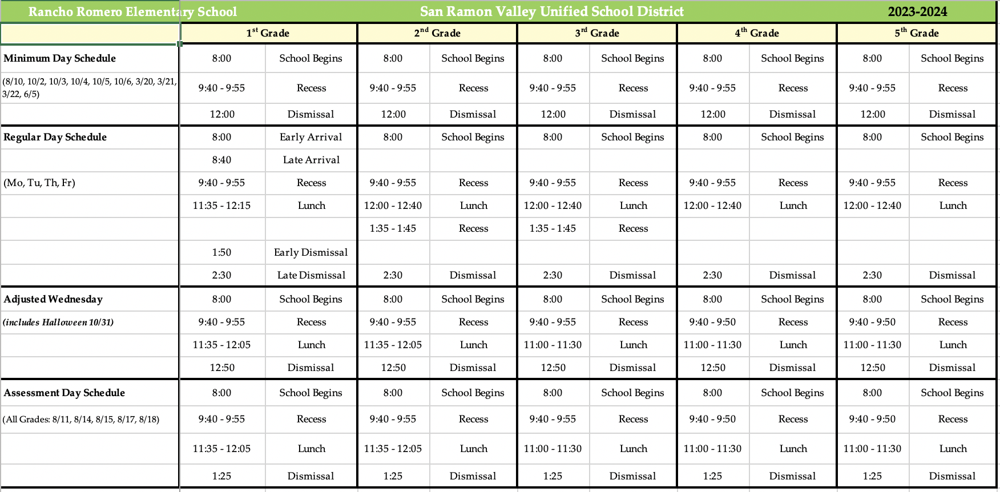 Rancho Romero Elementary School San Ramon Valley Unified School District 2023-2024
1st Grade 2nd Grade 3rd Grade 4th Grade 5th Grade
Minimum Day Schedule 8:00 School Begins 8:00 School Begins 8:00 School Begins 8:00 School Begins 8:00 School Begins
(8/10, 10/2, 10/3, 10/4, 10/5, 10/6, 3/20, 3/21,
3/22, 6/5) 9:40 - 9:55 Recess 9:40 - 9:55 Recess 9:40 - 9:55 Recess 9:40 - 9:55 Recess 9:40 - 9:55 Recess
12:00 Dismissal 12:00 Dismissal 12:00 Dismissal 12:00 Dismissal 12:00 Dismissal
Regular Day Schedule 8:00 Early Arrival 8:00 School Begins 8:00 School Begins 8:00 School Begins 8:00 School Begins
8:40 Late Arrival
(Mo, Tu, Th, Fr) 9:40 - 9:55 Recess 9:40 - 9:55 Recess 9:40 - 9:55 Recess 9:40 - 9:55 Recess 9:40 - 9:55 Recess
11:35 - 12:15 Lunch 12:00 - 12:40 Lunch 12:00 - 12:40 Lunch 12:00 - 12:40 Lunch 12:00 - 12:40 Lunch
1:35 - 1:45 Recess 1:35 - 1:45 Recess
1:50 Early Dismissal
2:30 Late Dismissal 2:30 Dismissal 2:30 Dismissal 2:30 Dismissal 2:30 Dismissal
Adjusted Wednesday 8:00 School Begins 8:00 School Begins 8:00 School Begins 8:00 School Begins 8:00 School Begins
(includes Halloween 10/31) 9:40 - 9:55 Recess 9:40 - 9:55 Recess 9:40 - 9:55 Recess 9:40 - 9:50 Recess 9:40 - 9:50 Recess
11:35 - 12:05 Lunch 11:35 - 12:05 Lunch 11:00 - 11:30 Lunch 11:00 - 11:30 Lunch 11:00 - 11:30 Lunch
12:50 Dismissal 12:50 Dismissal 12:50 Dismissal 12:50 Dismissal 12:50 Dismissal
Assessment Day Schedule 8:00 School Begins 8:00 School Begins 8:00 School Begins 8:00 School Begins 8:00 School Begins
(All Grades: 8/11, 8/14, 8/15, 8/17, 8/18) 9:40 - 9:55 Recess 9:40 - 9:55 Recess 9:40 - 9:55 Recess 9:40 - 9:50 Recess 9:40 - 9:50 Recess
11:35 - 12:05 Lunch 11:35 - 12:05 Lunch 11:00 - 11:30 Lunch 11:00 - 11:30 Lunch 11:00 - 11:30 Lunch
1:25 Dismissal 1:25 Dismissal 1:25 Dismissal 1:25 Dismissal 1:25 Dismissal